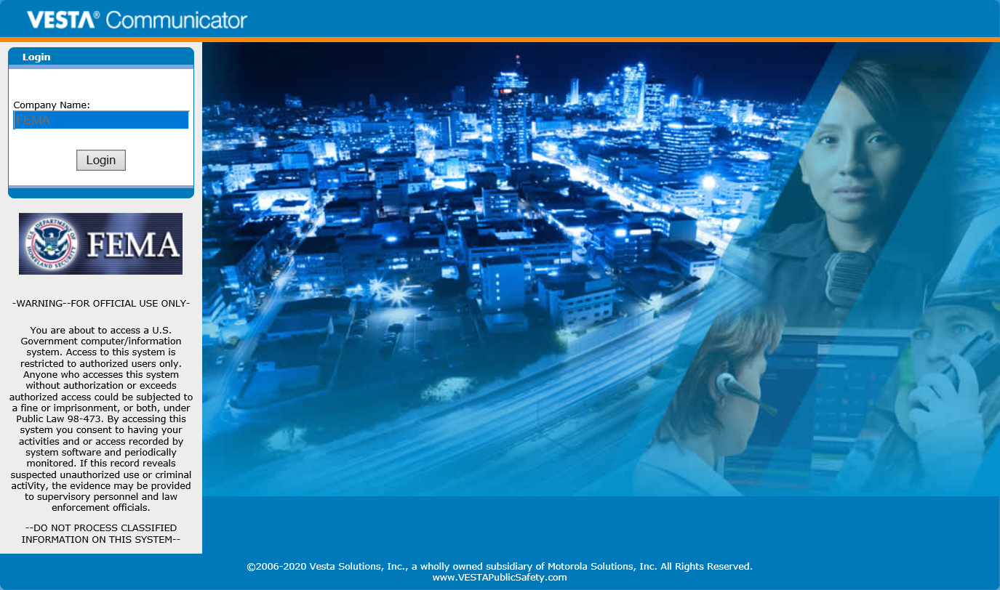 VESTA® Communicator
Login
Company Name:
FEMA
Login
U.S. DEPARTMENT OF
HOMELAND SECURITY
FEMA
-WARNING--FOR OFFICIAL USE ONLY-
You are about to access a U.S.
Government computer/information
system. Access to this system is
restricted to authorized users only.
Anyone who accesses this system
without authorization or exceeds
authorized access could be subjected to
a fine or imprisonment, or both, under
Public Law 98-473. By accessing this
system you consent to having your
activities and or access recorded by
system software and periodically
monitored. If this record reveals
suspected unauthorized use or criminal
actiVity, the evidence may be provided
to supervisory personnel and law
enforcement officials.
--DO NOT PROCESS CLASSIFIED
INFORMATION ON THIS SYSTEM--
©2006-2020 Vesta Solutions, Inc., a wholly owned subsidiary of Motorola Solutions, Inc. All Rights Reserved.
www.VESTAPublicSafety.com